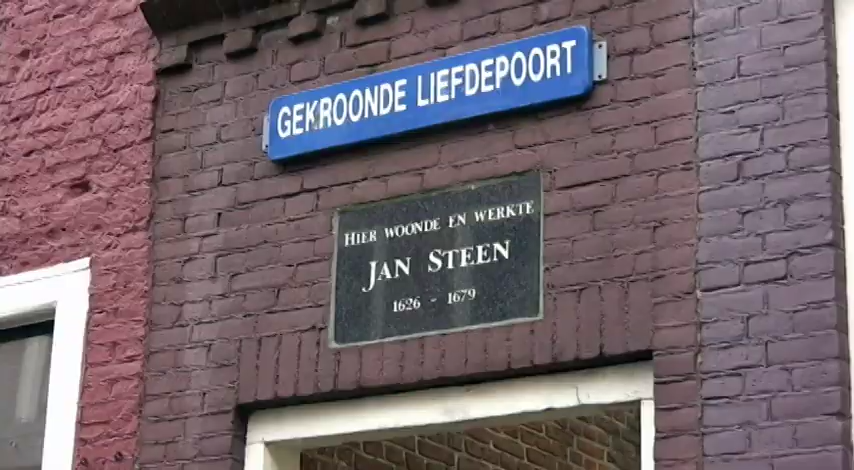 GEKROONDE LIEFDEPOORT
HIER WOONDE EN WERKTE
JAN STEEN
1626 - 1679